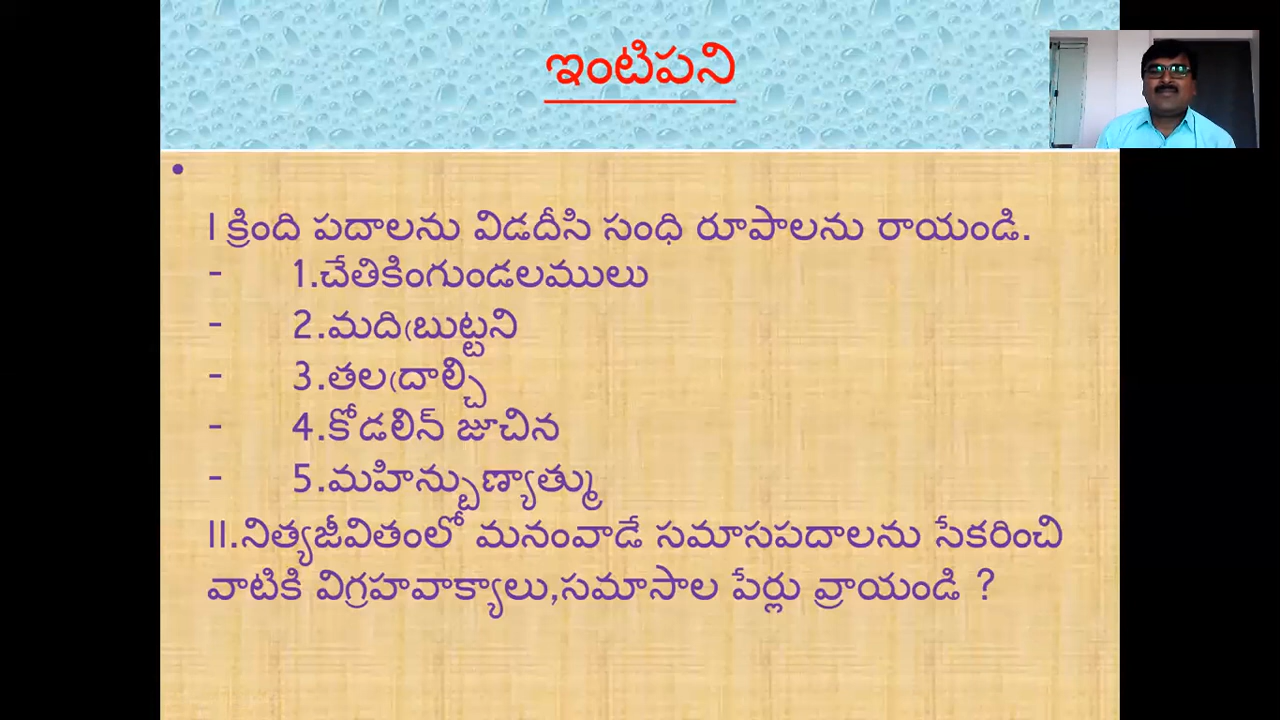 ఇంటిపని
I క్రింది పదాలను విడదీసి సంధి రూపాలను రాయండి.
- 1.చేతికింగుండలములు
- 2.మది(బుట్టని
- 3.తల(దాల్చి
- 4.కోడలిన్ జూచిన
- 5.మహిన్బుణ్యాత్ము
II.నిత్యజీవితంలో మనంవాడే సమాసపదాలను సేకరించి
వాటికి విగ్రహవాక్యాలు,సమాసాల పేర్లు వ్రాయండి ?